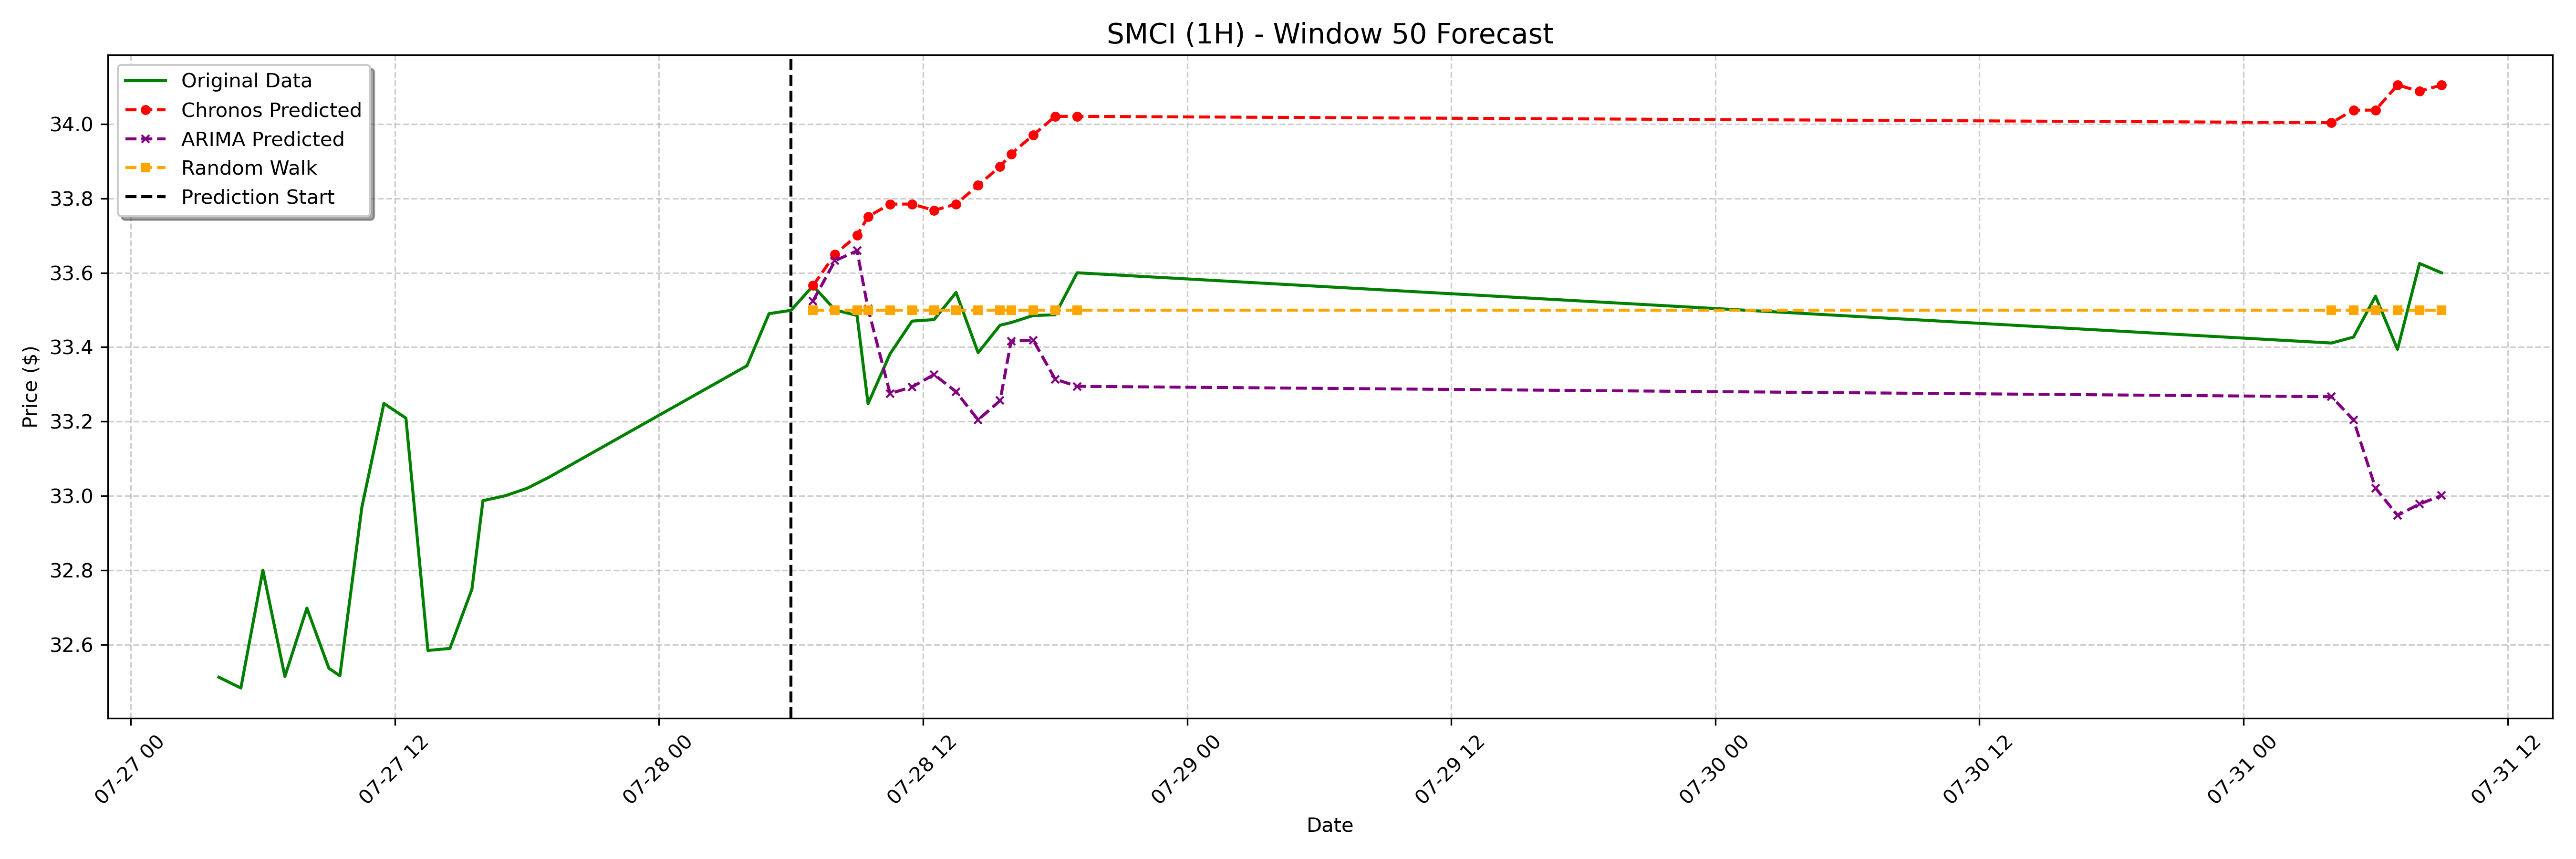 SMCI (1H) - Window 50 Forecast
Original Data
Chronos Predicted
ARIMA Predicted
Random Walk
Prediction Start
Price ($)
34.0
33.8
33.6
33.4
33.2
33.0
32.8
32.6
07-27 00
07-27 12
07-28 00
07-28 12
07-29 00
07-29 12
07-30 00
07-30 12
07-31 00
07-31 12
Date